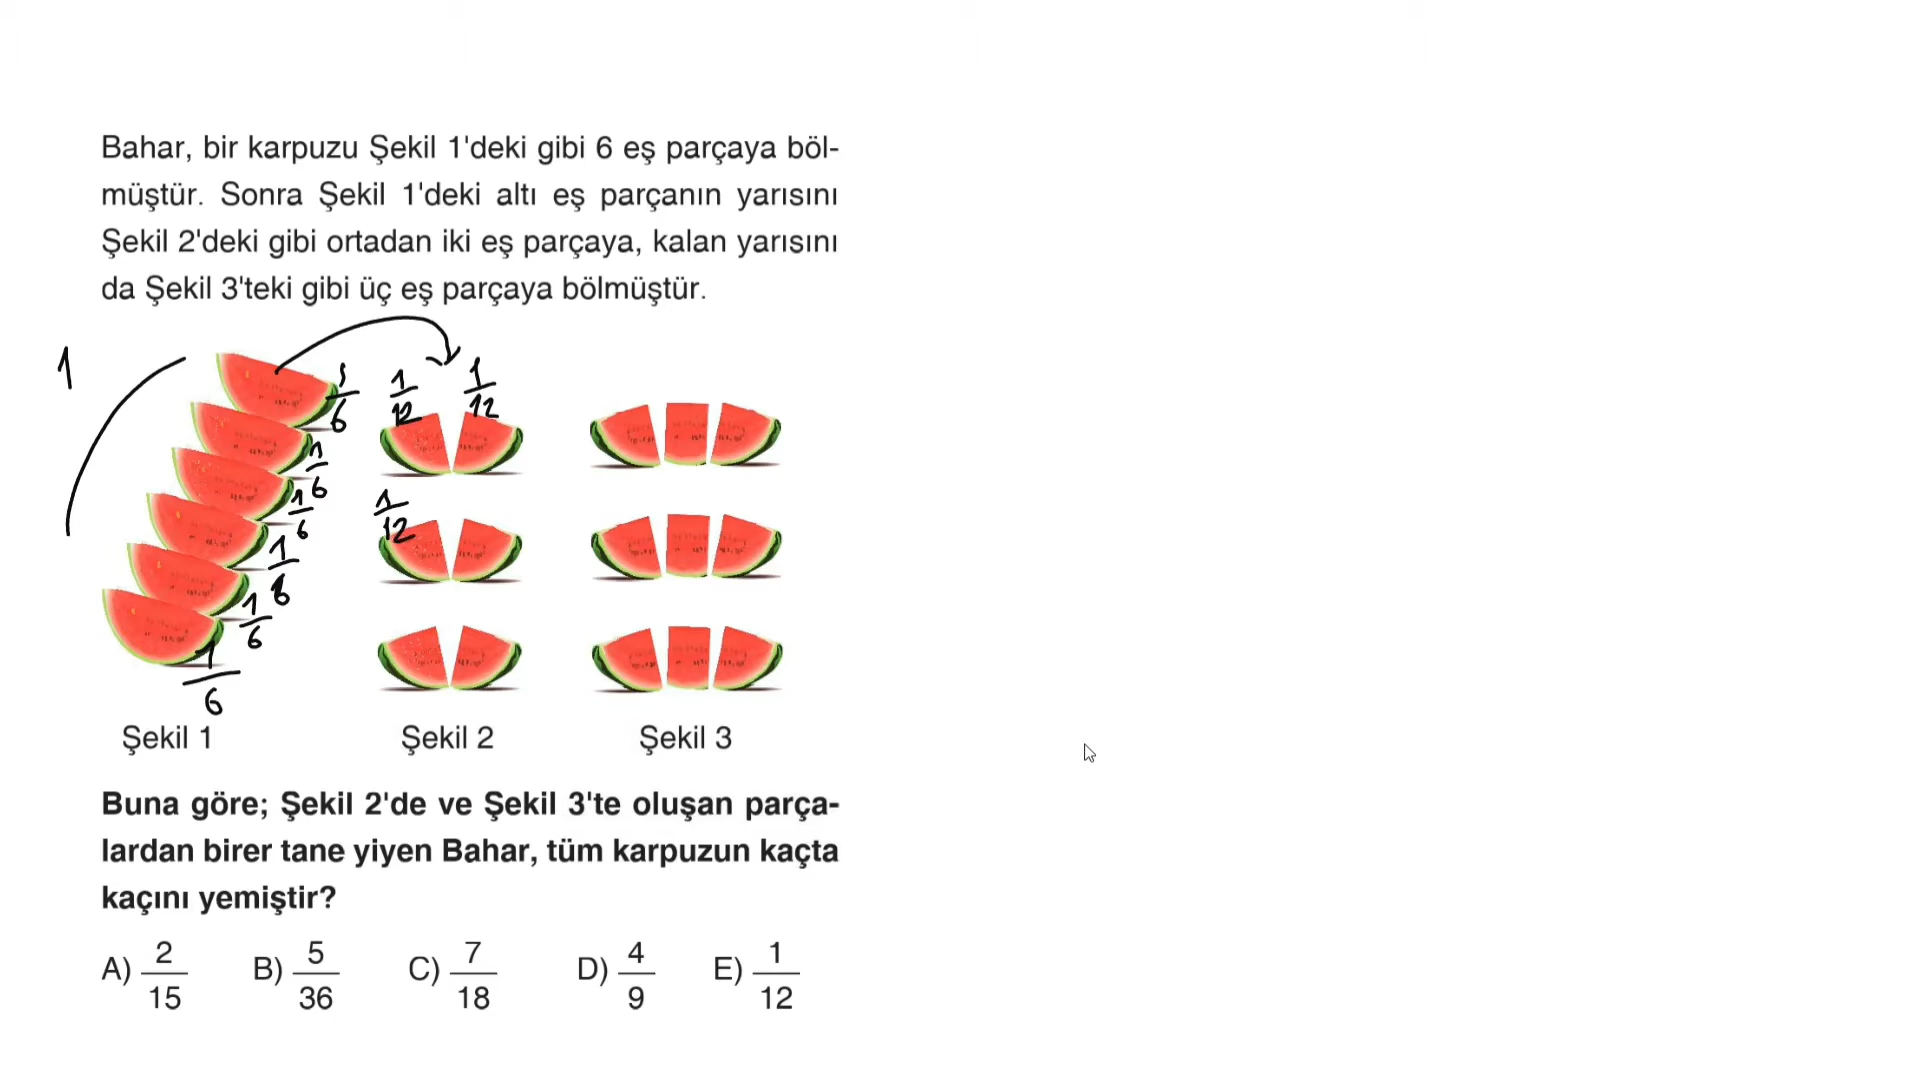 Bahar, bir karpuzu Şekil 1'deki gibi 6 eş parçaya böl-
müştür. Sonra Şekil 1'deki altı eş parçanın yarısını
Şekil 2'deki gibi ortadan iki eş parçaya, kalan yarısını
da Şekil 3'teki gibi üç eş parçaya bölmüştür.
1
1/6 1/12 1/12
1/6
1/6 1/12
1/6
1/6
1/6
Şekil 1 Şekil 2 Şekil 3
Buna göre; Şekil 2'de ve Şekil 3'te oluşan parça-
lardan birer tane yiyen Bahar, tüm karpuzun kaçta
kaçını yemiştir?
A) 2/15 B) 5/36 C) 7/18 D) 4/9 E) 1/12